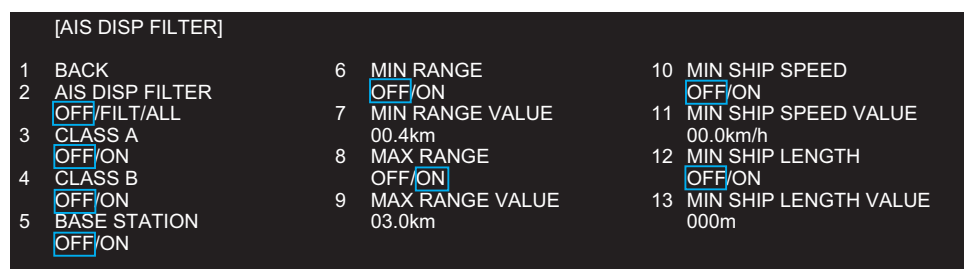 [AIS DISP FILTER]
1 BACK
2 AIS DISP FILTER
OFF/FILT/ALL
3 CLASS A
OFF/ON
4 CLASS B
OFF/ON
5 BASE STATION
OFF/ON
6 MIN RANGE
OFF/ON
7 MIN RANGE VALUE
00.4km
8 MAX RANGE
OFF/ON
9 MAX RANGE VALUE
03.0km
10 MIN SHIP SPEED
OFF/ON
11 MIN SHIP SPEED VALUE
00.0km/h
12 MIN SHIP LENGTH
OFF/ON
13 MIN SHIP LENGTH VALUE
000m